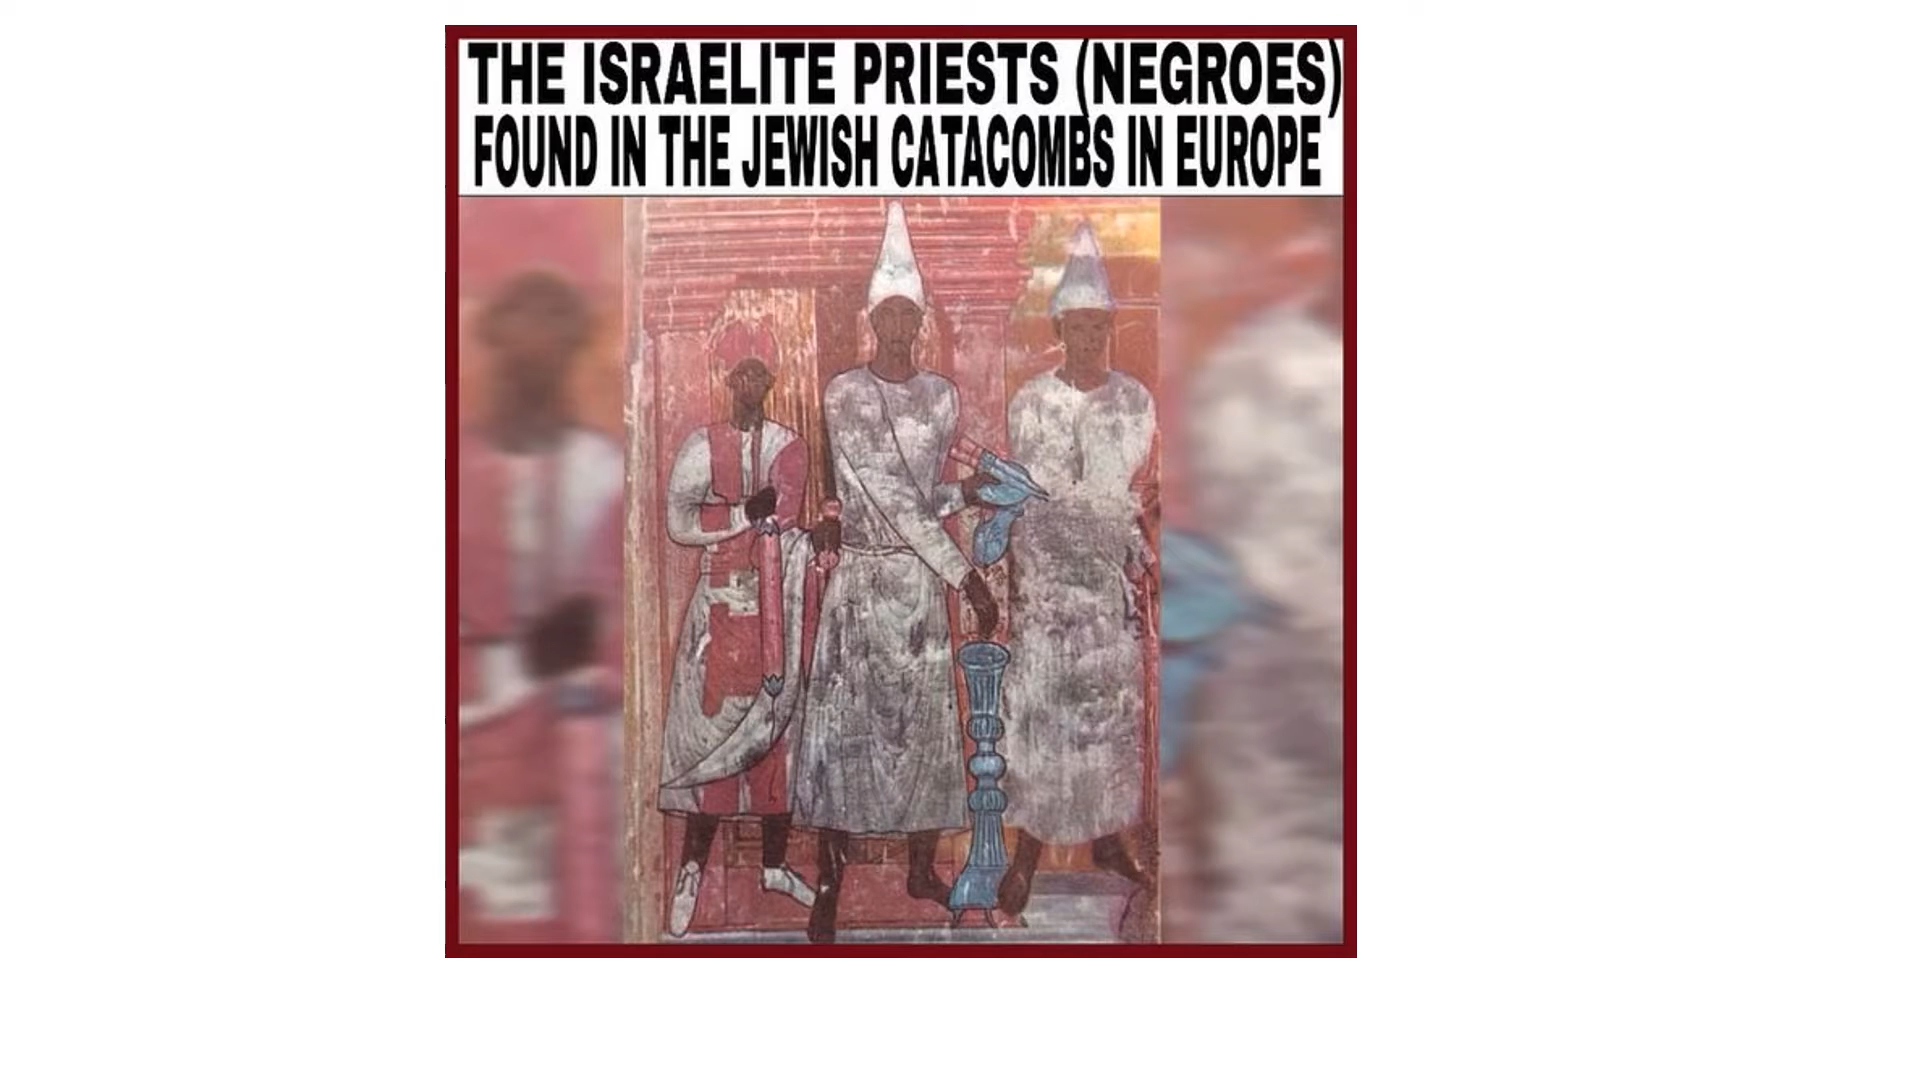 THE ISRAELITE PRIESTS (NEGROES)
FOUND IN THE JEWISH CATACOMBS IN EUROPE